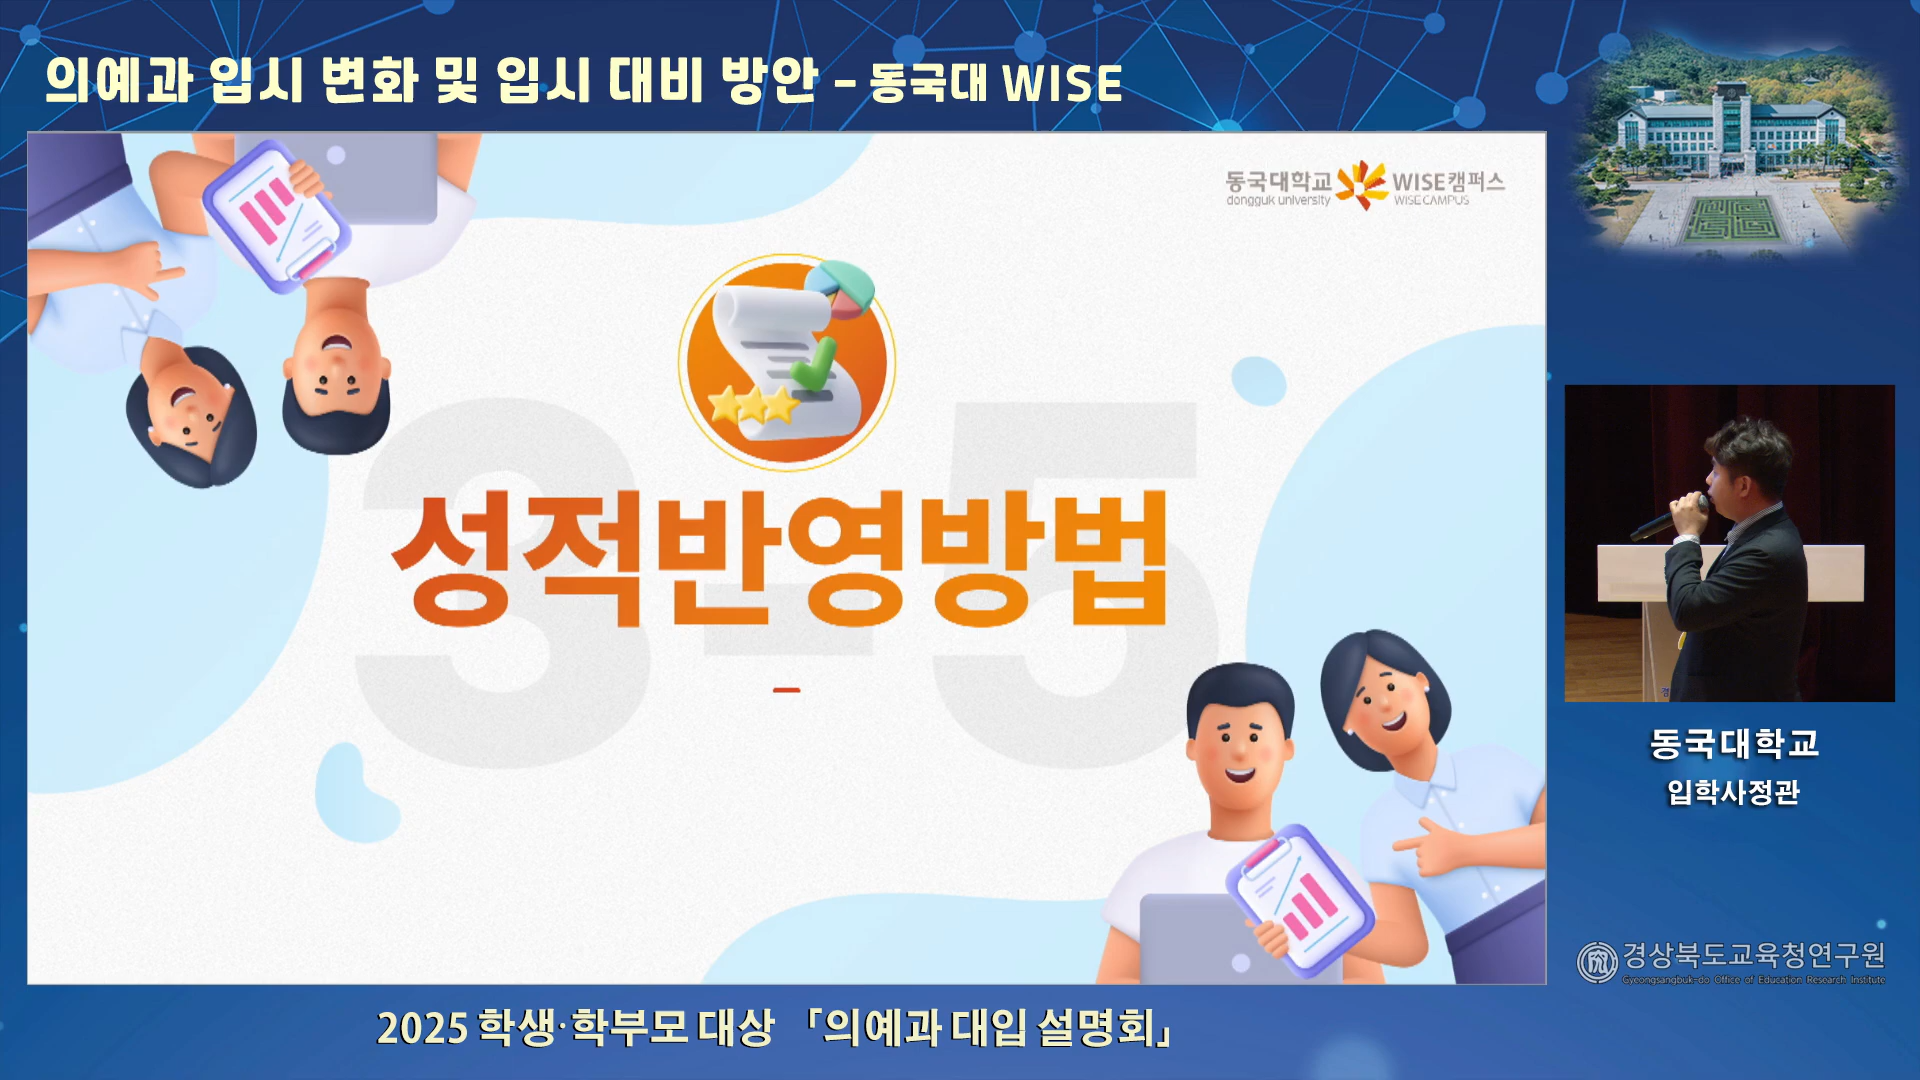 의예과 입시 변화 및 입시 대비 방안 - 동국대 WISE
동국대학교 WISE캠퍼스
dongguk university WISE CAMPUS
3-5
성적반영방법
동국대학교
입학사정관
경상북도교육청연구원
Gyeongsangbuk-do Office of Education Research Institute
2025 학생·학부모 대상 「의예과 대입 설명회」